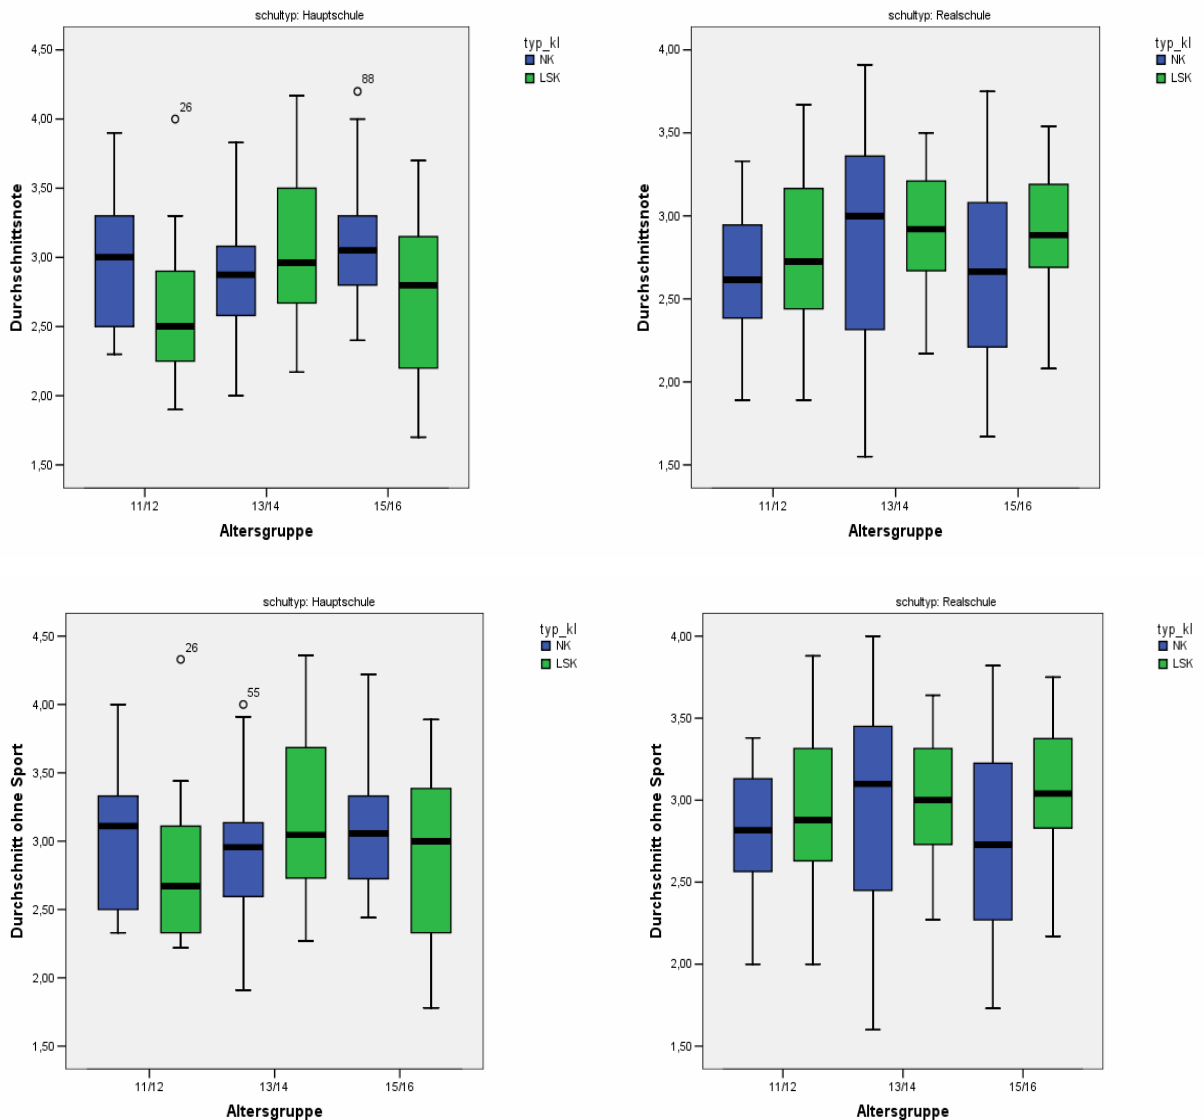 schultyp: Hauptschule
typ_kl
NK
LSK
4,50
4,00
3,50
3,00
2,50
2,00
1,50
Durchschnittsnote
26
88
11/12
13/14
15/16
Altersgruppe
schultyp: Realschule
typ_kl
NK
LSK
4,00
3,50
3,00
2,50
2,00
1,50
Durchschnittsnote
11/12
13/14
15/16
Altersgruppe
schultyp: Hauptschule
typ_kl
NK
LSK
4,50
4,00
3,50
3,00
2,50
2,00
1,50
Durchschnitt ohne Sport
26
55
11/12
13/14
15/16
Altersgruppe
schultyp: Realschule
typ_kl
NK
LSK
4,00
3,50
3,00
2,50
2,00
1,50
Durchschnitt ohne Sport
11/12
13/14
15/16
Altersgruppe